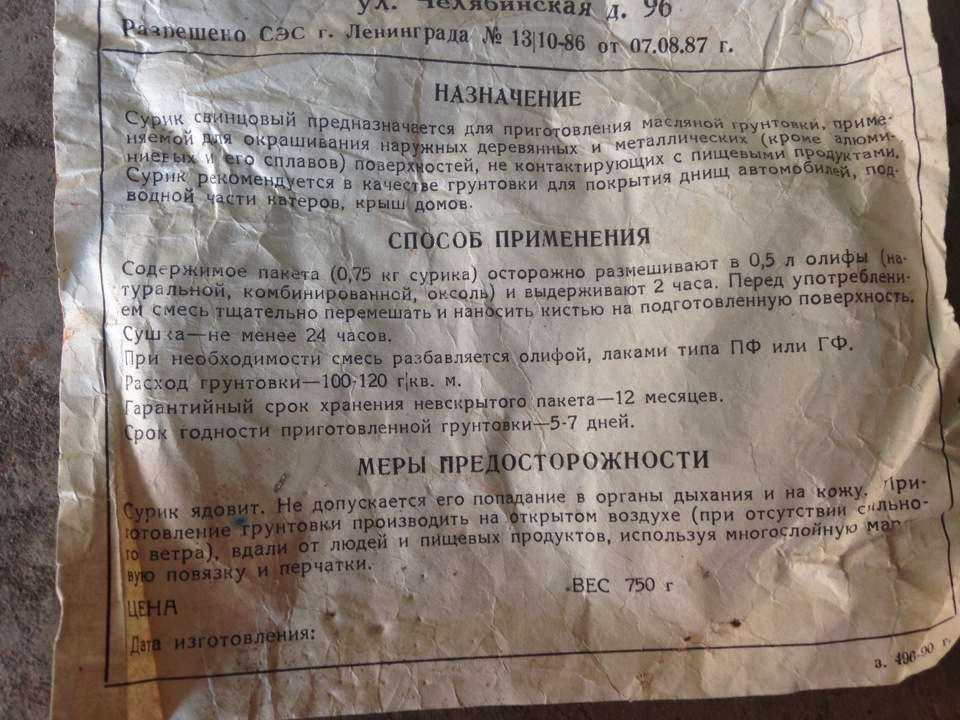 ул. Челябинская д. 96
Разрешено СЭС г. Ленинграда № 13|10-86 от 07.08.87 г.
НАЗНАЧЕНИЕ
Сурик свинцовый предназначается для приготовления масляной грунтовки, приме-
няемой для окрашивания наружных деревянных и металлических (кроме алюми-
ниевых и его сплавов) поверхностей, не контактирующих с пищевыми продуктами.
Сурик рекомендуется в качестве грунтовки для покрытия днищ автомобилей, под-
водной части катеров, крыш домов.
СПОСОБ ПРИМЕНЕНИЯ
Содержимое пакета (0,75 кг сурика) осторожно размешивают в 0,5 л олифы (на-
туральной, комбинированной, оксоль) и выдерживают 2 часа. Перед употреблени-
ем смесь тщательно перемешать и наносить кистью на подготовленную поверхность.
Сушка—не менее 24 часов.
При необходимости смесь разбавляется олифой, лаками типа ПФ или ГФ.
Расход грунтовки—100-120 г|кв. м.
Гарантийный срок хранения невскрытого пакета—12 месяцев.
Срок годности приготовленной грунтовки—5-7 дней.
МЕРЫ ПРЕДОСТОРОЖНОСТИ
Сурик ядовит. Не допускается его попадание в органы дыхания и на кожу. При-
готовление грунтовки производить на открытом воздухе (при отсутствии сильно-
го ветра), вдали от людей и пищевых продуктов, используя многослойную мар-
вую повязку и перчатки.
ВЕС 750 г
ЦЕНА
Дата изготовления:
з. 496-90 г.